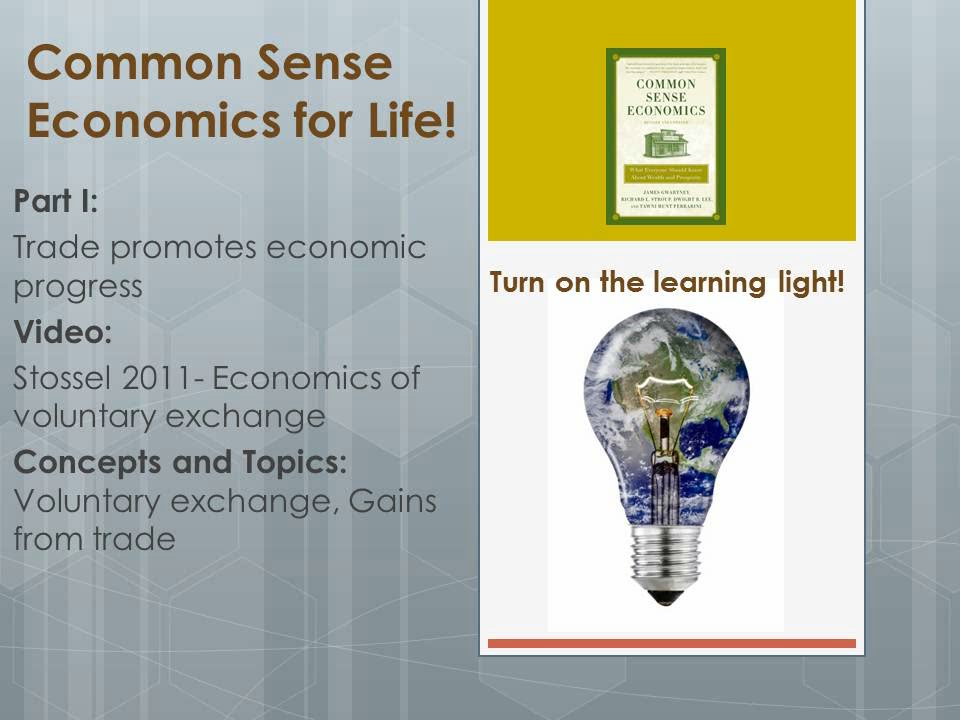 Common Sense
Economics for Life!
Part I:
Trade promotes economic
progress
Video:
Stossel 2011- Economics of
voluntary exchange
Concepts and Topics:
Voluntary exchange, Gains
from trade
COMMON
SENSE
ECONOMICS
What Everyone Should Know
About Wealth and Prosperity
JAMES GWARTNEY,
RICHARD L. STROUP, DWIGHT R. LEE,
AND TAWNI HUNT FERRARINI
Turn on the learning light!